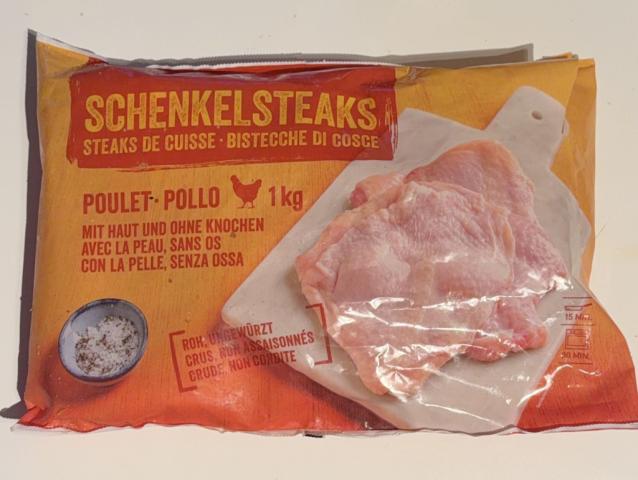 SCHENKELSTEAKS
STEAKS DE CUISSE · BISTECCHE DI COSCE
POULET · POLLO 1 kg
MIT HAUT UND OHNE KNOCHEN
AVEC LA PEAU, SANS OS
CON LA PELLE, SENZA OSSA
ROH, UNGEWÜRZT
CRUS, NON ASSAISONNÉS
CRUDE, NON CONDITE
15 MIN.
30 MIN.